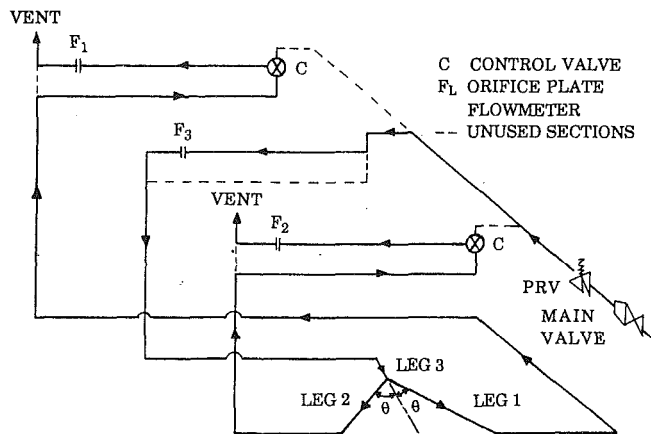 VENT
F1
C
C CONTROL VALVE
FL ORIFICE PLATE
FLOWMETER
--- UNUSED SECTIONS
F3
VENT
F2
C
PRV
MAIN
VALVE
LEG 3
LEG 2
θ θ
LEG 1